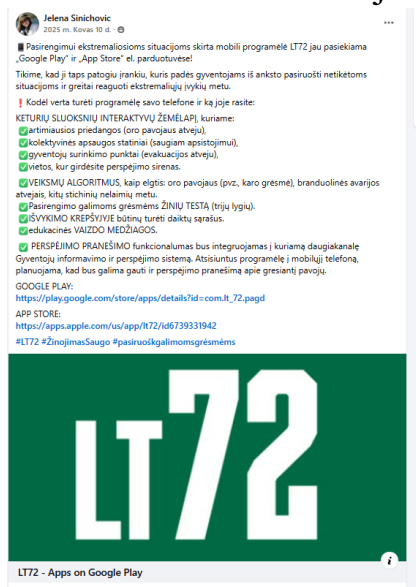 Jelena Sinichovic
2025 m. Kovas 10 d. ·
📱Pasirengimui ekstremaliosioms situacijoms skirta mobili programėlė LT72 jau pasiekiama
„Google Play" ir „App Store" el. parduotuvėse!
Tikime, kad ji taps patogiu įrankiu, kuris padės gyventojams iš anksto pasiruošti netikėtoms
situacijoms ir greitai reaguoti ekstremaliųjų įvykių metu.
❗ Kodėl verta turėti programėlę savo telefone ir ką joje rasite:
KETURIŲ SLUOKSNIŲ INTERAKTYVŲ ŽEMĖLAPĮ, kuriame:
✅artimiausios priedangos (oro pavojaus atveju),
✅kolektyvinės apsaugos statiniai (saugiam apsistojimui),
✅gyventojų surinkimo punktai (evakuacijos atveju),
✅vietos, kur girdėsite perspėjimo sirenas.
✅VEIKSMŲ ALGORITMUS, kaip elgtis: oro pavojaus (pvz., karo grėsmė), branduolinės avarijos
atvejais, kitų stichinių nelaimių metu.
✅Pasirengimo galimoms grėsmėms ŽINIŲ TESTĄ (trijų lygių).
✅IŠVYKIMO KREPŠYJE būtinų turėti daiktų sąrašus.
✅edukacinės VAIZDO MEDŽIAGOS.
✅ PERSPĖJIMO PRANEŠIMO funkcionalumas bus integruojamas į kuriamą daugiakanalę
Gyventojų informavimo ir perspėjimo sistemą. Atsisiuntus programėlę į mobilųjį telefoną,
planuojama, kad bus galima gauti ir perspėjimo pranešimą apie gresiantį pavojų.
GOOGLE PLAY:
https://play.google.com/store/apps/details?id=com.lt_72.pagd
APP STORE:
https://apps.apple.com/us/app/lt72/id6739331942
#LT72 #ŽinojimasSaugo #pasiruoškgalimomsgrėsmėms
LT72
i
LT72 - Apps on Google Play